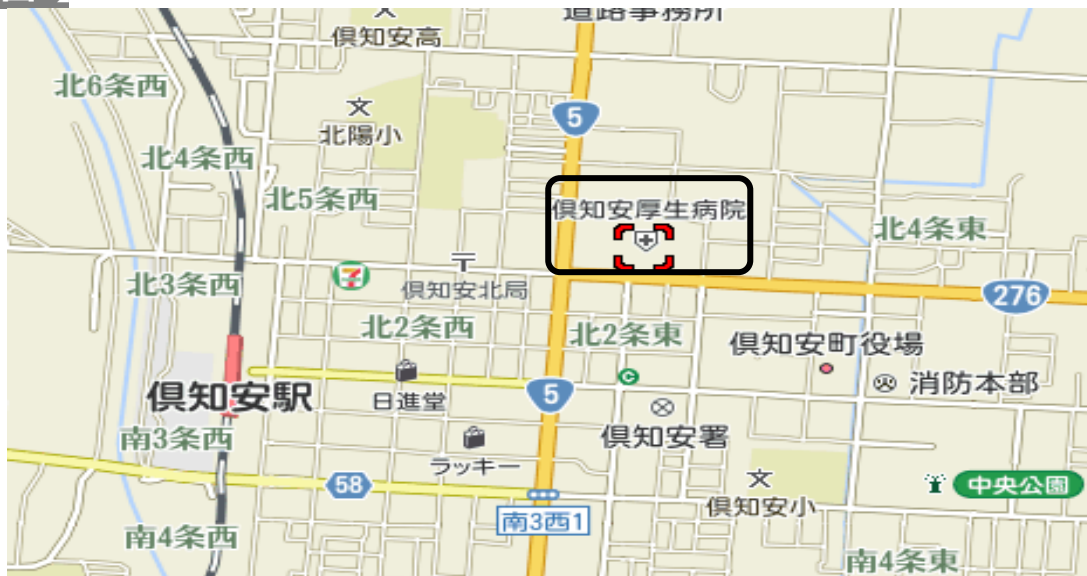 道路事務所
倶知安高
北6条西
文
北陽小
5
北4条西
北5条西
倶知安厚生病院
北4条東
〒
倶知安北局
7
北3条西
276
北2条西
北2条東
倶知安町役場
消防本部
倶知安駅
日進堂
5
C
倶知安署
南3条西
ラッキー
58
文
倶知安小
中央公園
南3西1
南4条西
南4条東